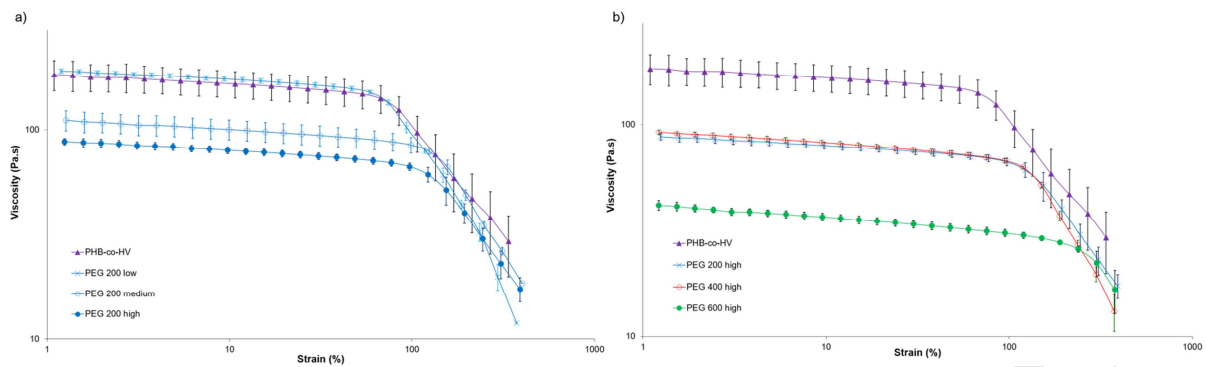 a)
Viscosity (Pa.s)
100
10
PHB-co-HV
PEG 200 low
PEG 200 medium
PEG 200 high
1
10
100
1000
Strain (%)
b)
Viscosity (Pa.s)
100
10
PHB-co-HV
PEG 200 high
PEG 400 high
PEG 600 high
1
10
100
1000
Strain (%)